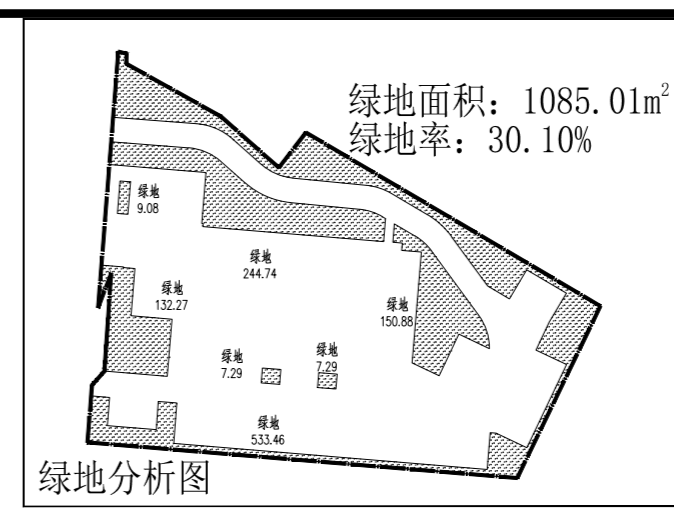 绿地面积：1085.01m²
绿地率：30.10%
绿地
9.08
绿地
244.74
绿地
132.27
绿地
150.88
绿地
7.29
绿地
7.29
绿地
533.46
绿地分析图